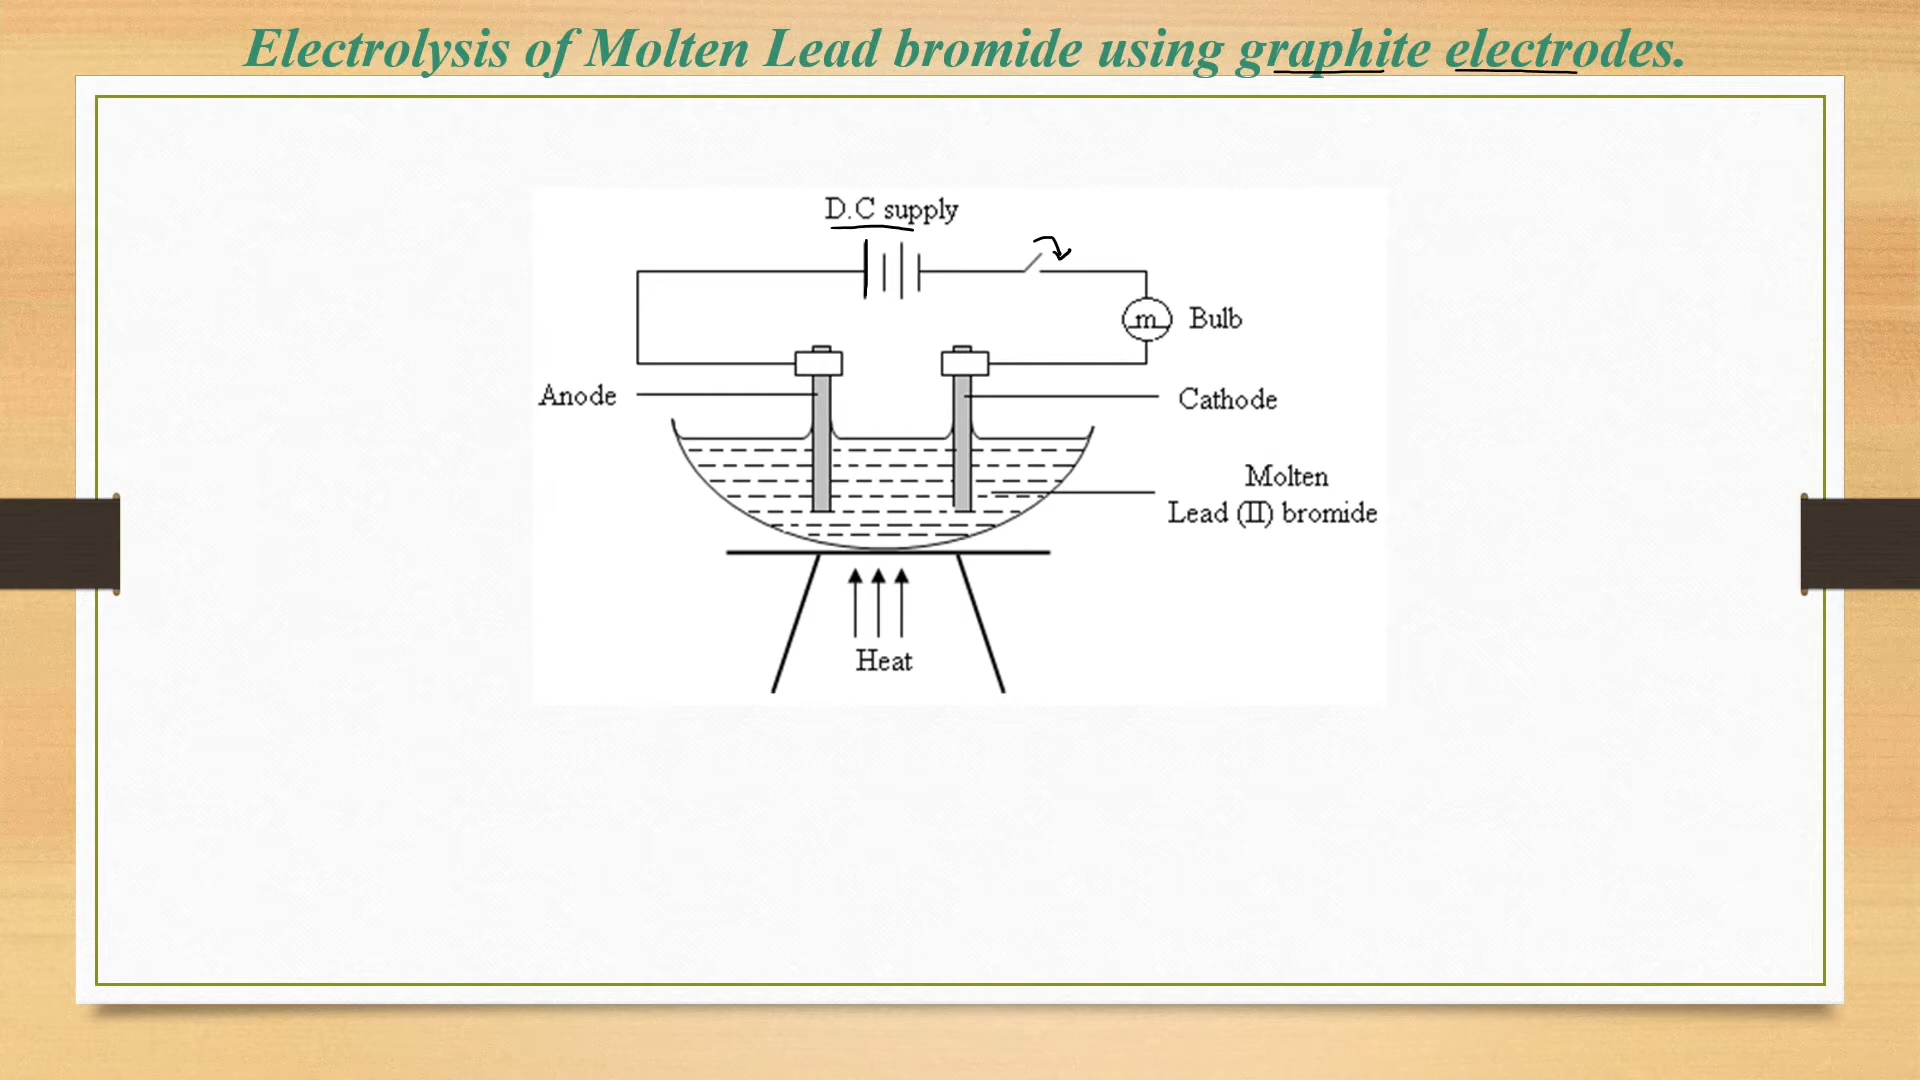 Electrolysis of Molten Lead bromide using graphite electrodes.
D.C supply
m
Bulb
Anode
Cathode
Molten
Lead (II) bromide
Heat